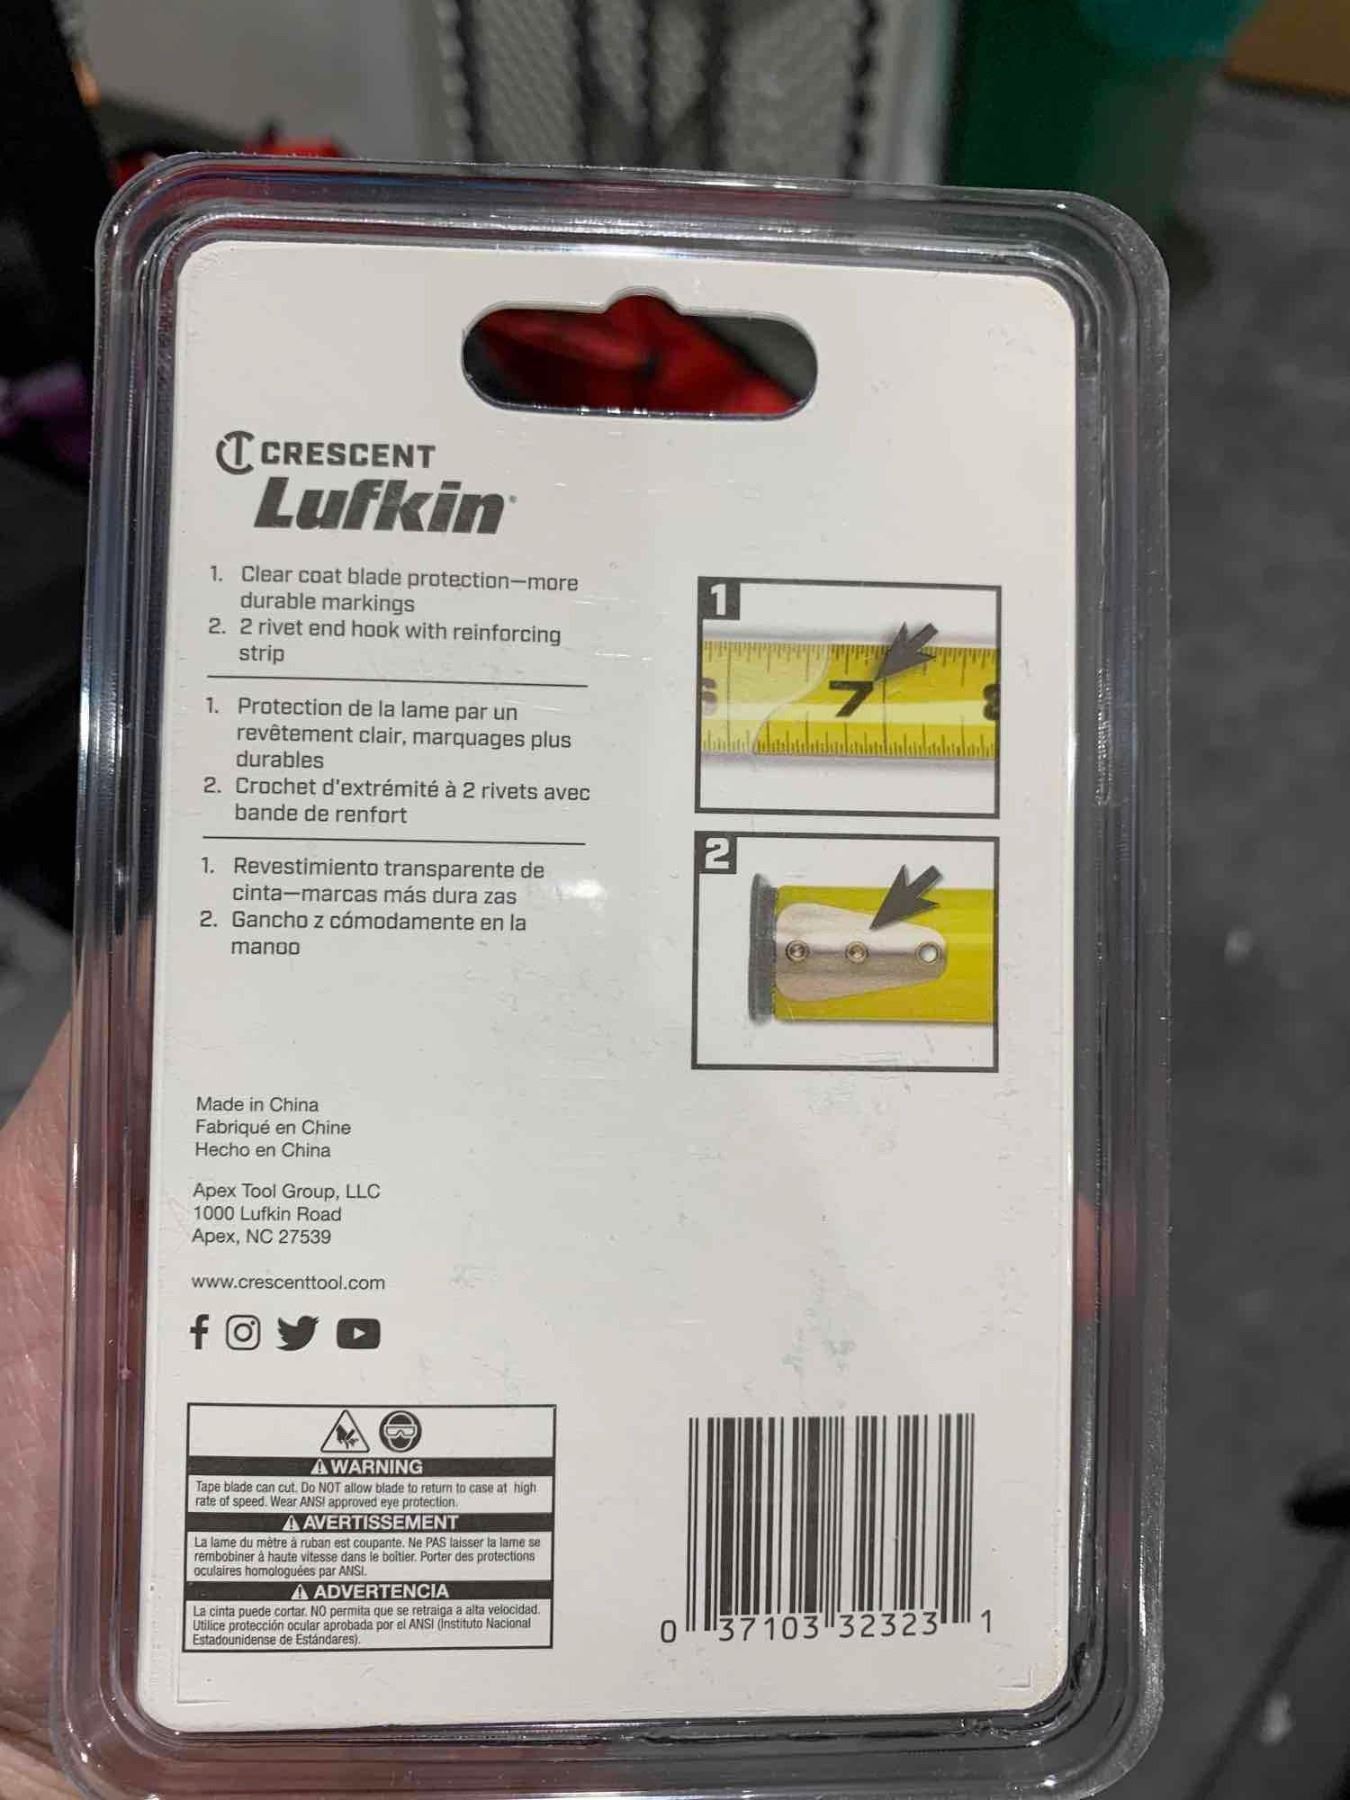 CRESCENT
Lufkin
1. Clear coat blade protection—more
durable markings
2. 2 rivet end hook with reinforcing
strip
1. Protection de la lame par un
revêtement clair, marquages plus
durables
2. Crochet d'extrémité à 2 rivets avec
bande de renfort
1. Revestimiento transparente de
cinta—marcas más dura zas
2. Gancho z cómodamente en la
manoo
1
6 7 8
2
Made in China
Fabriqué en Chine
Hecho en China
Apex Tool Group, LLC
1000 Lufkin Road
Apex, NC 27539
www.crescenttool.com
WARNING
Tape blade can cut. Do NOT allow blade to return to case at high
rate of speed. Wear ANSI approved eye protection.
AVERTISSEMENT
La lame du mètre à ruban est coupante. Ne PAS laisser la lame se
rembobiner à haute vitesse dans le boîtier. Porter des protections
oculaires homologuées par ANSI.
ADVERTENCIA
La cinta puede cortar. NO permita que se retraiga a alta velocidad.
Utilice protección ocular aprobada por el ANSI (Instituto Nacional
Estadounidense de Estándares).
0 37103 32323 1